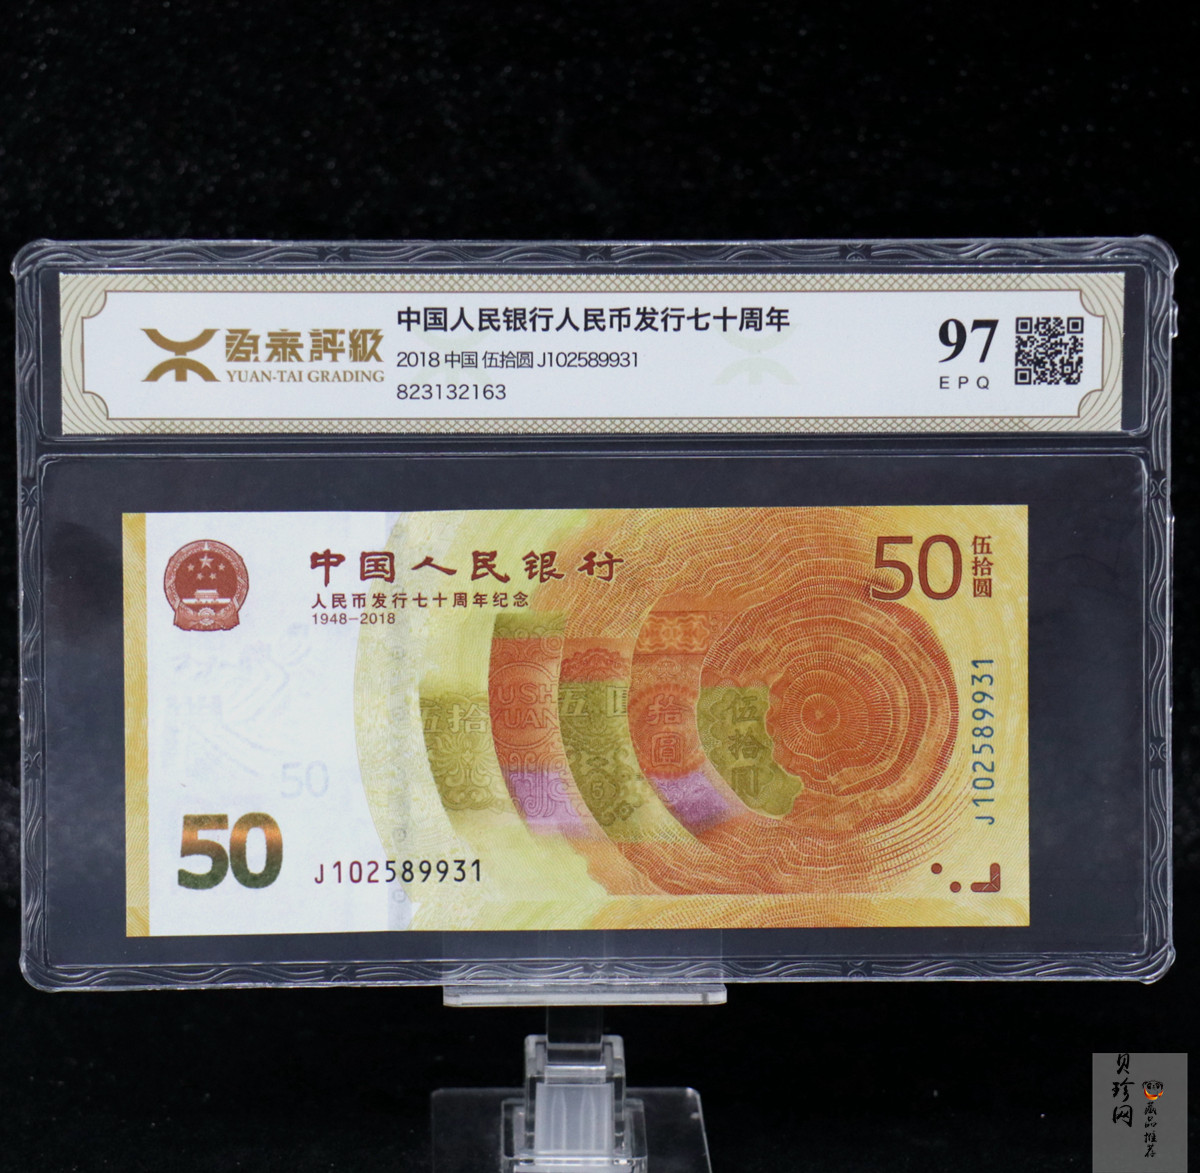 中国人民银行人民币发行七十周年
源泰評級
YUAN-TAI GRADING
2018 中国 伍拾圆 J102589931
823132163
97
EPQ
中国人民银行
人民币发行七十周年纪念
1948-2018
50
伍拾圆
伍拾
USH
YUAN
五
圆
拾
圆
伍拾圆
50
50
J102589931
J102589931
贝珍网
藏品推荐